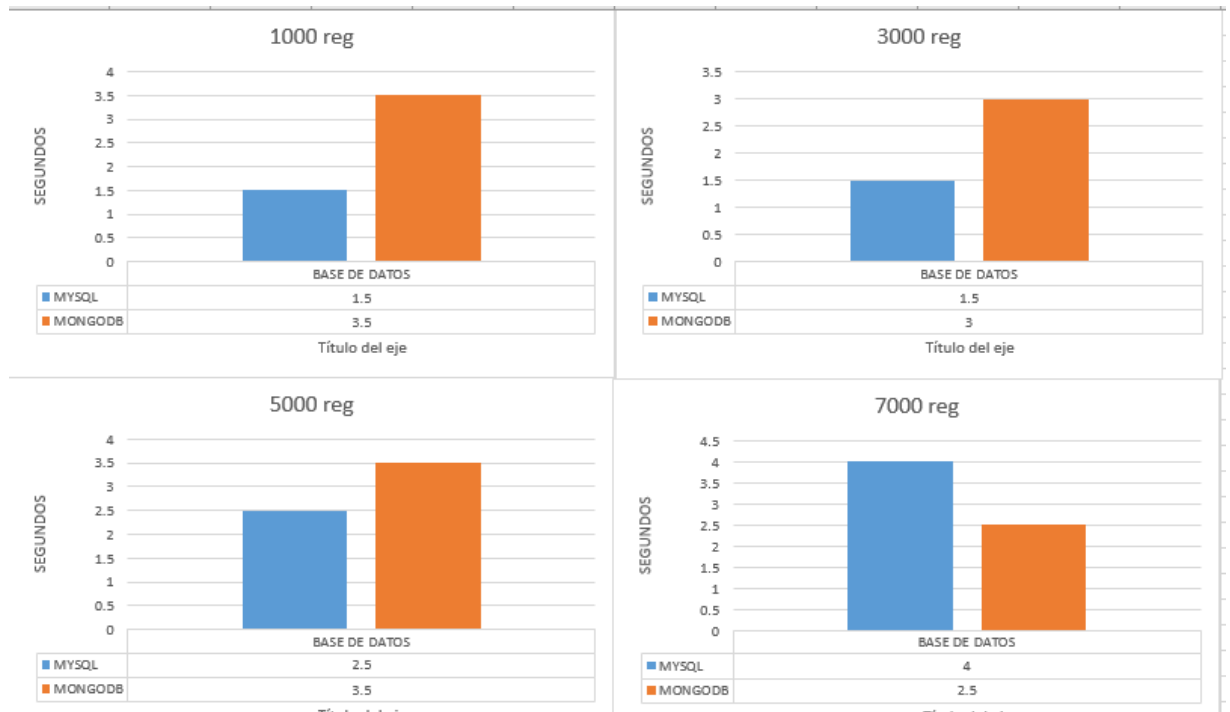 1000 reg
4
3.5
3
2.5
2
1.5
1
0.5
0
SEGUNDOS
BASE DE DATOS
MYSQL 1.5
MONGODB 3.5
Título del eje
3000 reg
3.5
3
2.5
2
1.5
1
0.5
0
SEGUNDOS
BASE DE DATOS
MYSQL 1.5
MONGODB 3
Título del eje
5000 reg
4
3.5
3
2.5
2
1.5
1
0.5
0
SEGUNDOS
BASE DE DATOS
MYSQL 2.5
MONGODB 3.5
7000 reg
4.5
4
3.5
3
2.5
2
1.5
1
0.5
0
SEGUNDOS
BASE DE DATOS
MYSQL 4
MONGODB 2.5